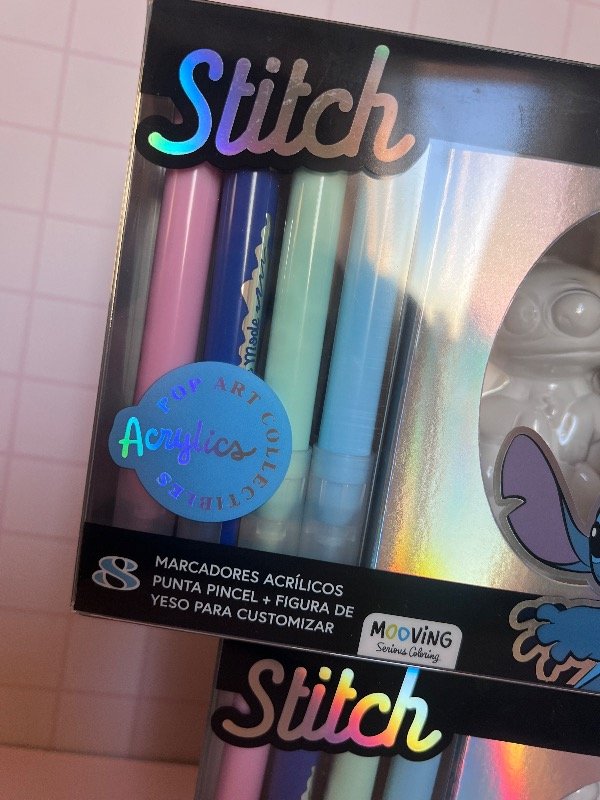 Stitch
Made
POP ART COLLECTIBLES
Acrylics
8 MARCADORES ACRÍLICOS
PUNTA PINCEL + FIGURA DE
YESO PARA CUSTOMIZAR
MOOVING
Serious Coloring
Stitch